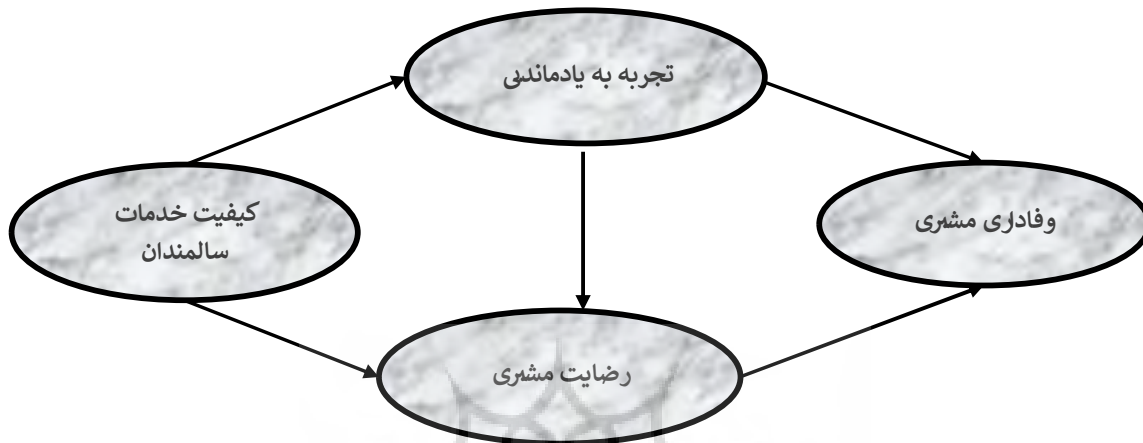 تجربه به یادماندنی
کیفیت خدمات
سالمندان
وفاداری مشتری
رضایت مشتری